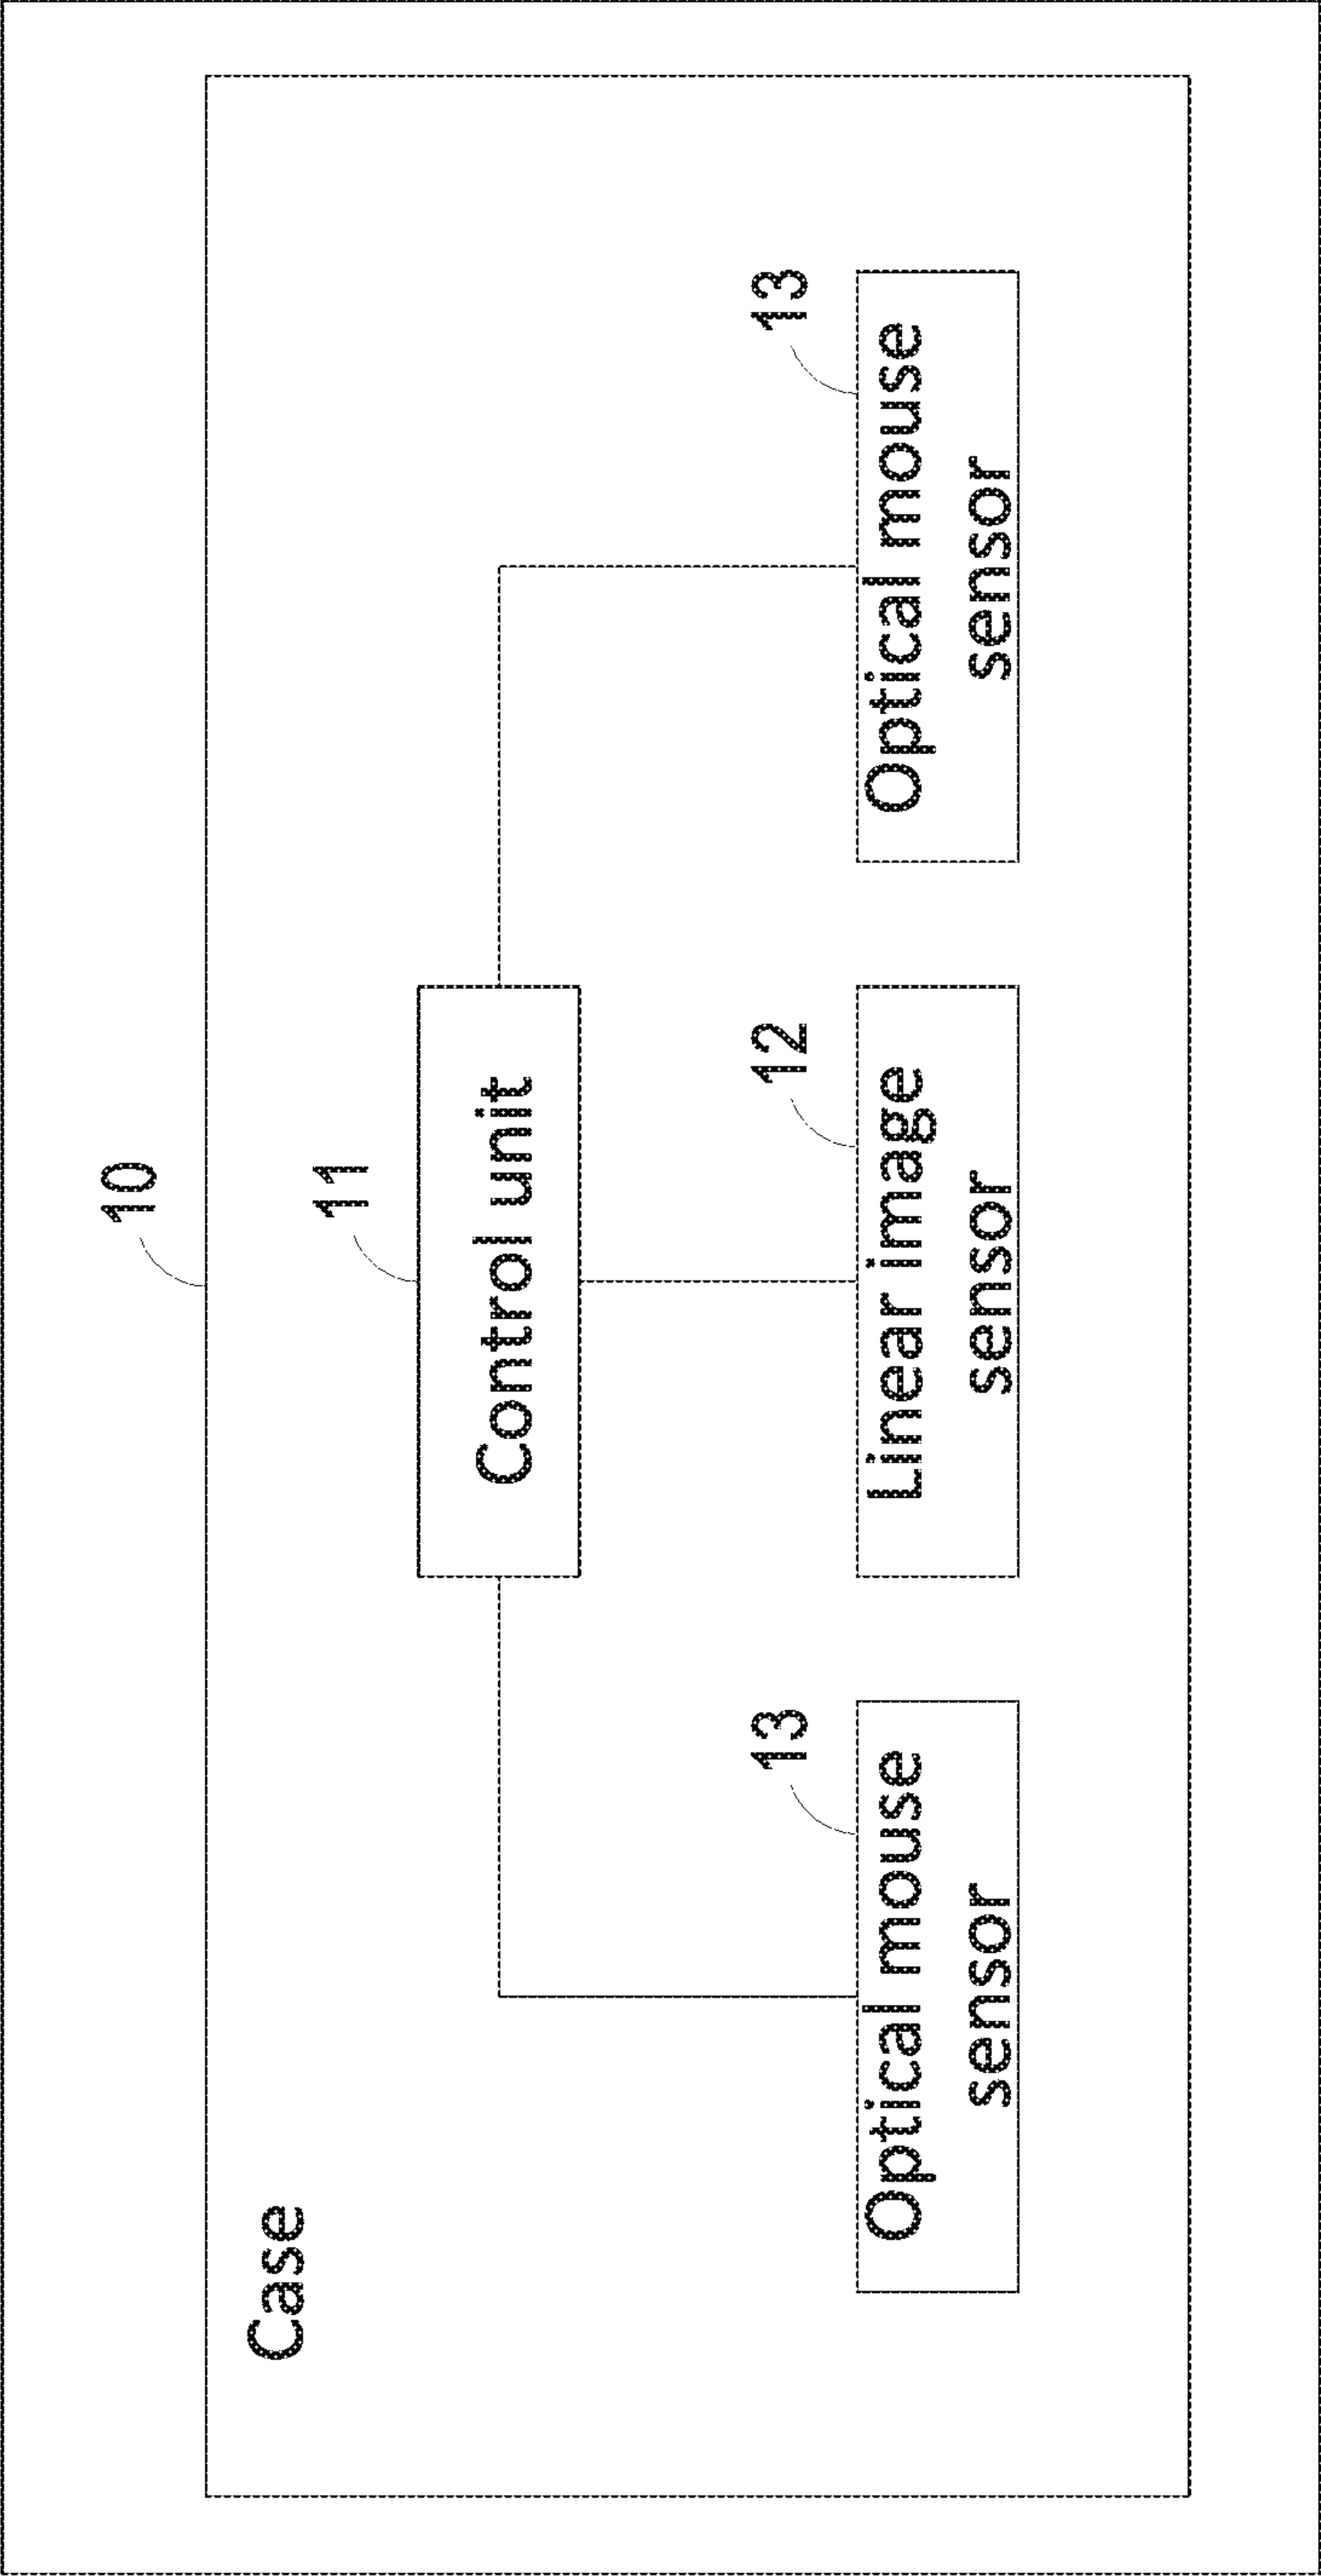 10
Case
11
Control unit
13
12
13
Optical mouse
sensor
Linear image
sensor
Optical mouse
sensor